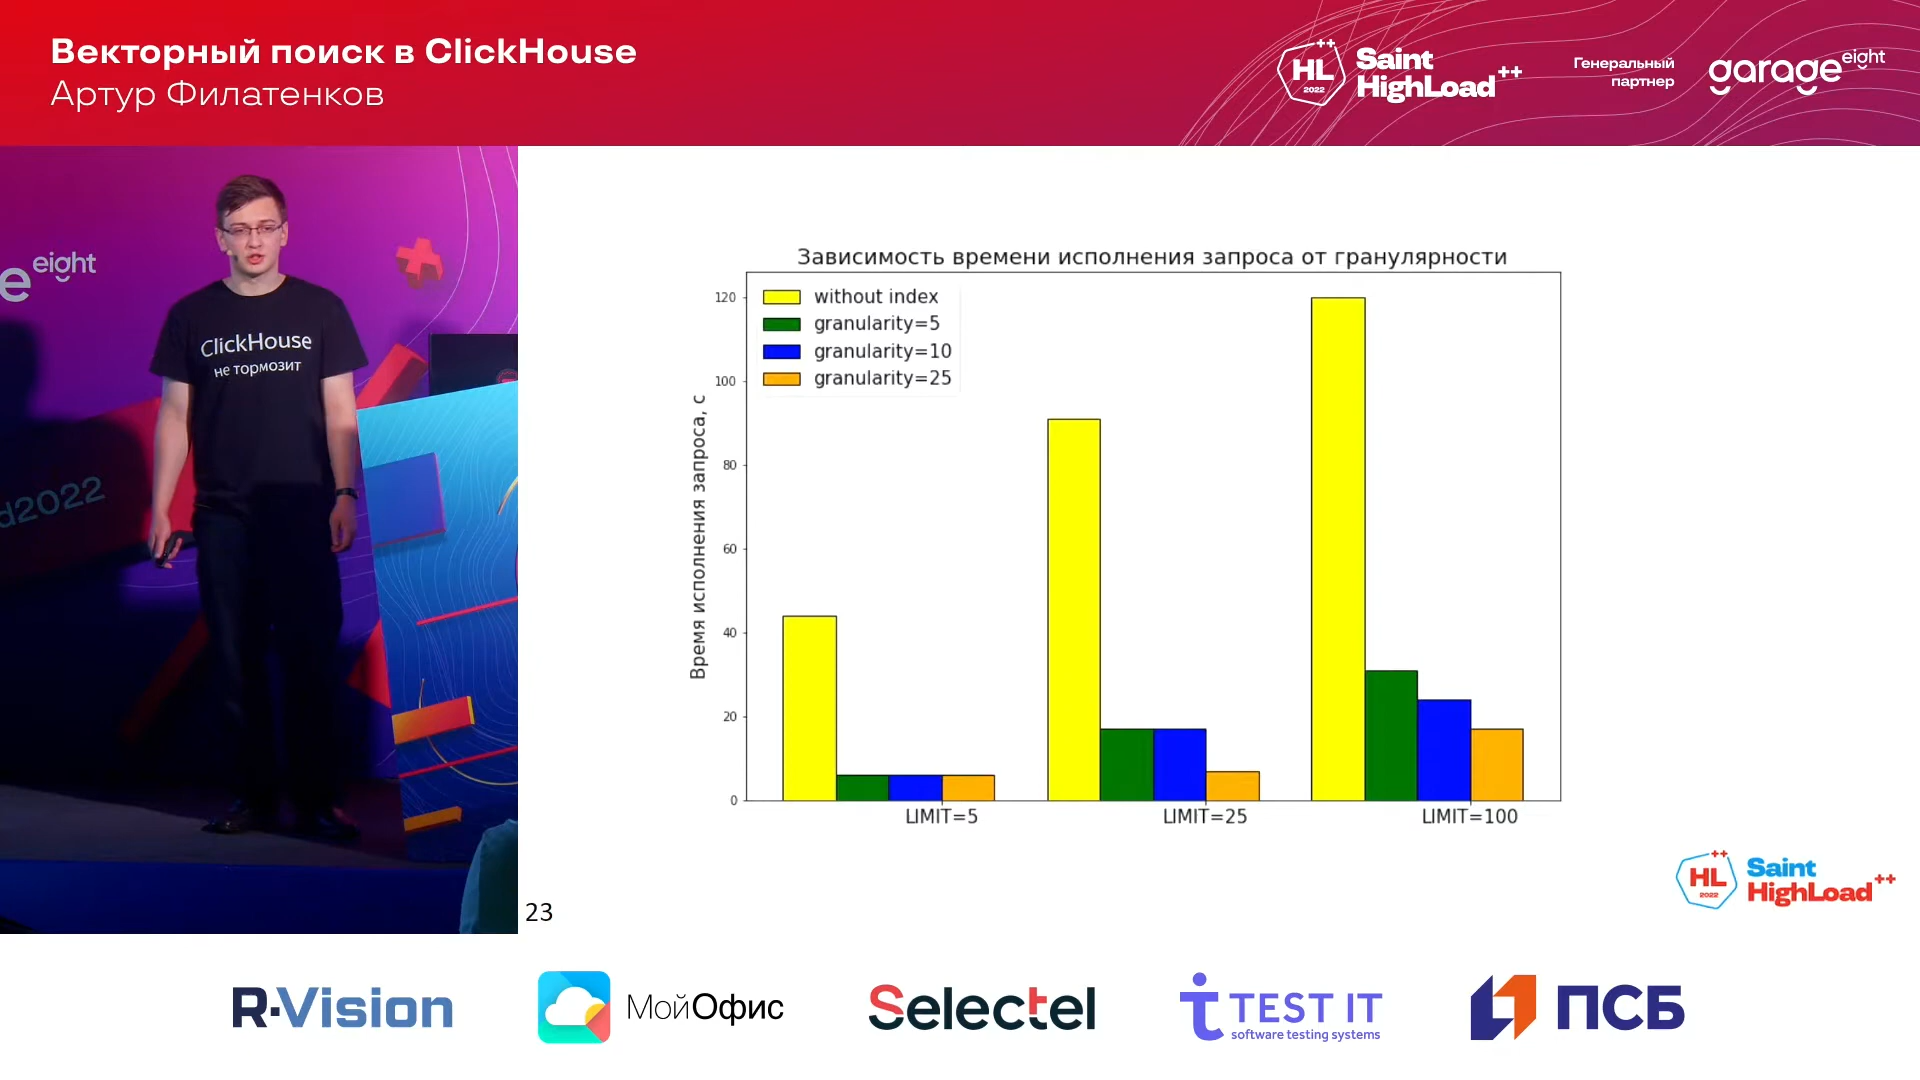 Векторный поиск в ClickHouse
Артур Филатенков
HL++
2022
Saint
HighLoad++
Генеральный
партнер
garage eight
e eight
ClickHouse
не тормозит
d2022
Зависимость времени исполнения запроса от гранулярности
without index
granularity=5
granularity=10
granularity=25
Время исполнения запроса, с
120
100
80
60
40
20
0
LIMIT=5
LIMIT=25
LIMIT=100
23
HL++
2022
Saint
HighLoad++
R·Vision
МойОфис
Selectel
TEST IT
software testing systems
ПСБ